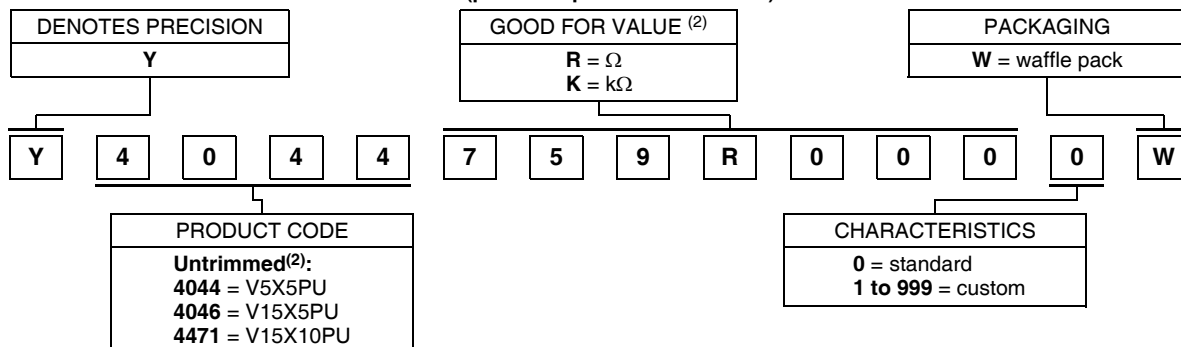 DENOTES PRECISION
Y
GOOD FOR VALUE (2)
R = Ω
K = kΩ
PACKAGING
W = waffle pack
Y 4 0 4 4 7 5 9 R 0 0 0 0 W
PRODUCT CODE
Untrimmed(2):
4044 = V5X5PU
4046 = V15X5PU
4471 = V15X10PU
CHARACTERISTICS
0 = standard
1 to 999 = custom